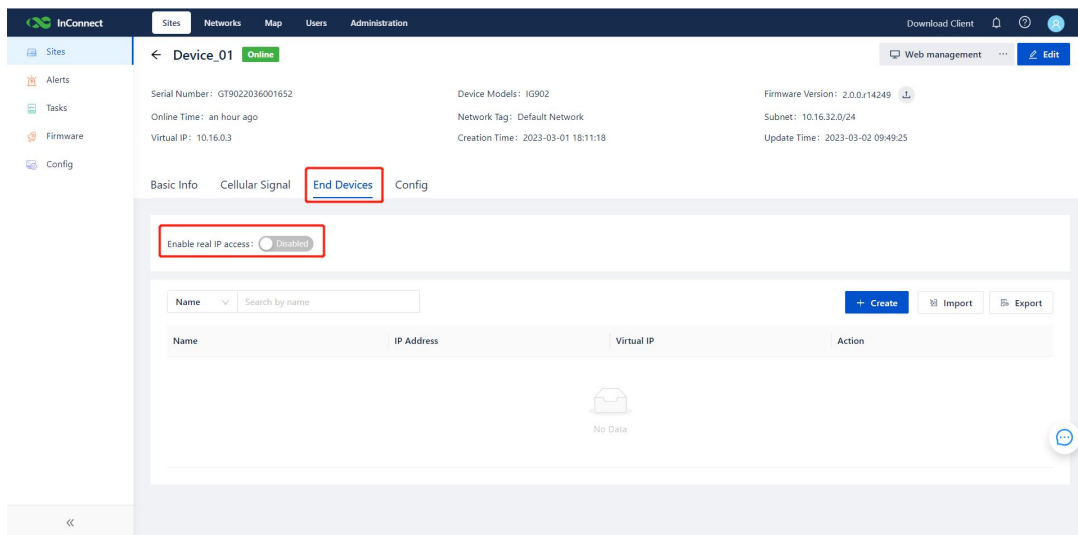 InConnect Sites Networks Map Users Administration Download Client
Sites
Alerts
Tasks
Firmware
Config
Device_01 Online Web management ··· Edit
Serial Number: GT9022036001652 Device Models: IG902 Firmware Version: 2.0.0.r14249
Online Time: an hour ago Network Tag: Default Network Subnet: 10.16.32.0/24
Virtual IP: 10.16.0.3 Creation Time: 2023-03-01 18:11:18 Update Time: 2023-03-02 09:49:25
Basic Info Cellular Signal End Devices Config
Enable real IP access: Disabled
Name Search by name + Create Import Export
Name IP Address Virtual IP Action
No Data